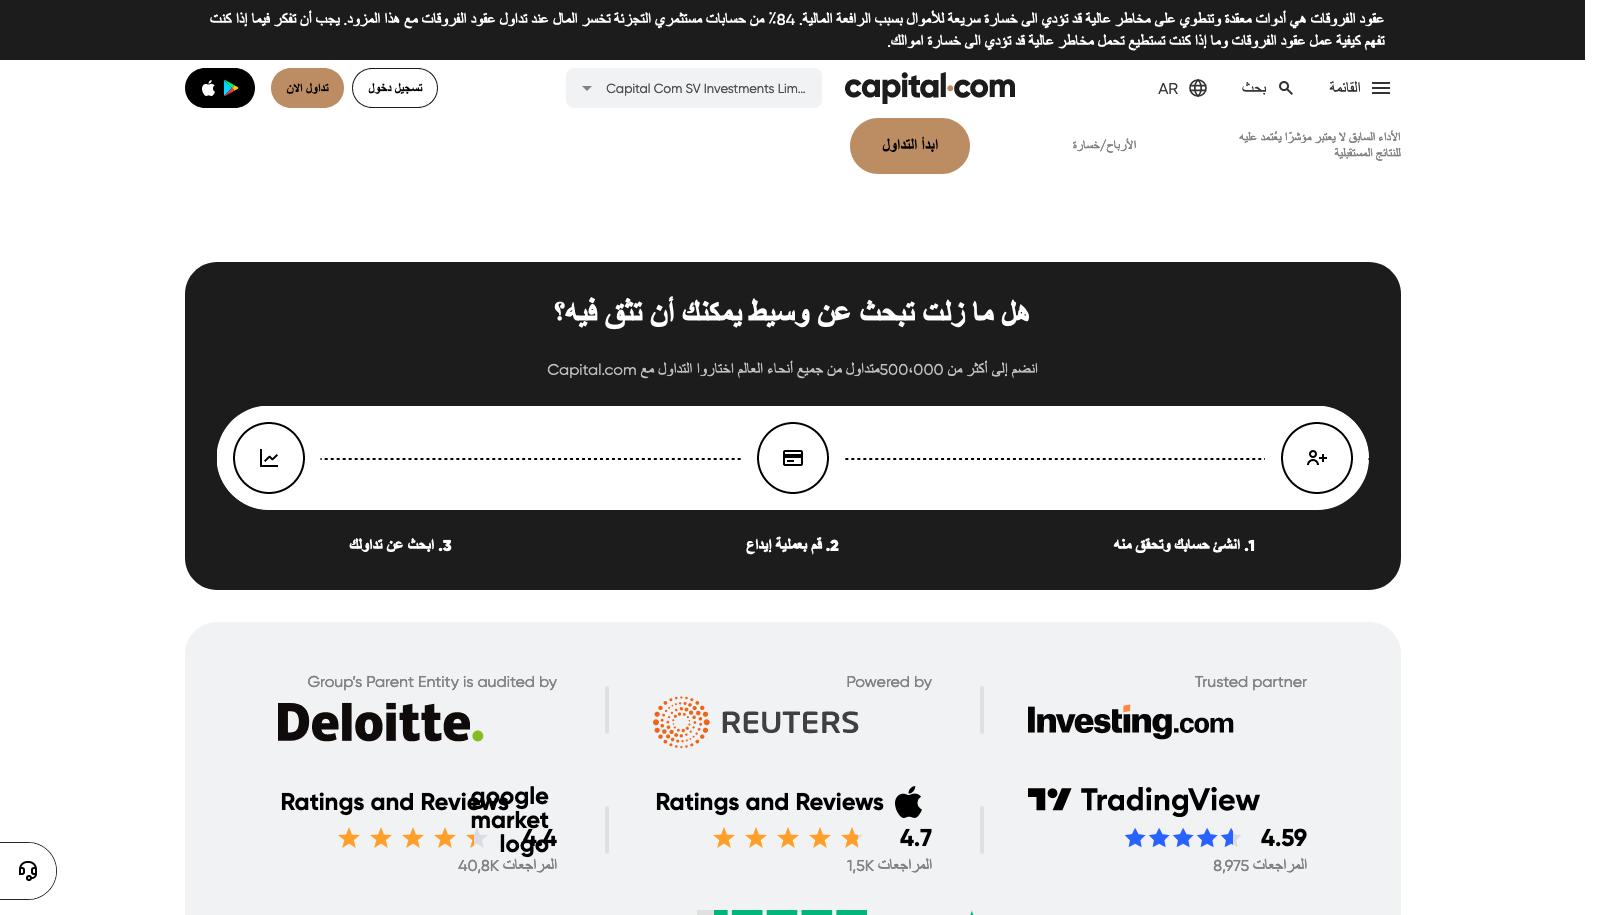 عقود الفروقات هي أدوات معقدة وتنطوي على مخاطر عالية قد تؤدي الى خسارة سريعة للأموال بسبب الرافعة المالية. 84٪ من حسابات مستثمري التجزئة تخسر المال عند تداول عقود الفروقات مع هذا المزود. يجب أن تفكر فيما إذا كنت
تفهم كيفية عمل عقود الفروقات وما إذا كنت تستطيع تحمل مخاطر عالية قد تؤدي الى خسارة اموالك.
القائمة
بحث
AR
capital.com
Capital Com SV Investments Lim...
تسجيل دخول
تداول الان
الأداء السابق لا يعتبر مؤشرًا يعُتمد عليه
للنتائج المستقبلية
الأرباح/خسارة
ابدأ التداول
هل ما زلت تبحث عن وسيط يمكنك أن تثق فيه؟
انضم إلى أكثر من 500،000متداول من جميع أنحاء العالم اختاروا التداول مع Capital.com
1. انشئ حسابك وتحقق منه
2. قم بعملية إيداع
3. ابحث عن تداولك
Trusted partner
Investing.com
Powered by
REUTERS
Group's Parent Entity is audited by
Deloitte.
TradingView
4.59
المراجعات 8,975
Ratings and Reviews
4.7
المراجعات 1,5K
Ratings and Reviews
google
market
logo
4.4
المراجعات 40,8K